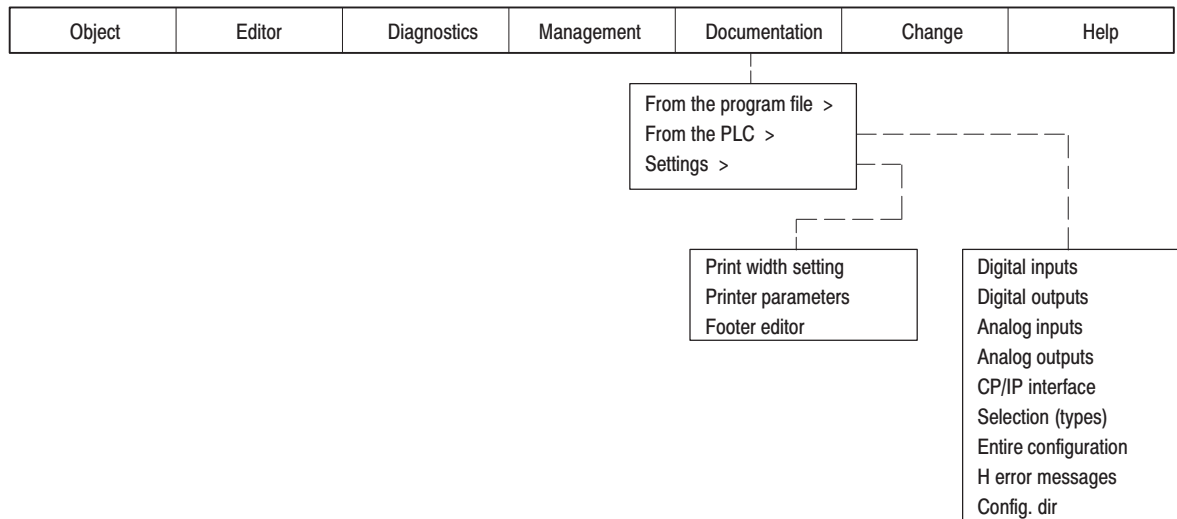 Object Editor Diagnostics Management Documentation Change Help
From the program file >
From the PLC >
Settings >
Print width setting
Printer parameters
Footer editor
Digital inputs
Digital outputs
Analog inputs
Analog outputs
CP/IP interface
Selection (types)
Entire configuration
H error messages
Config. dir